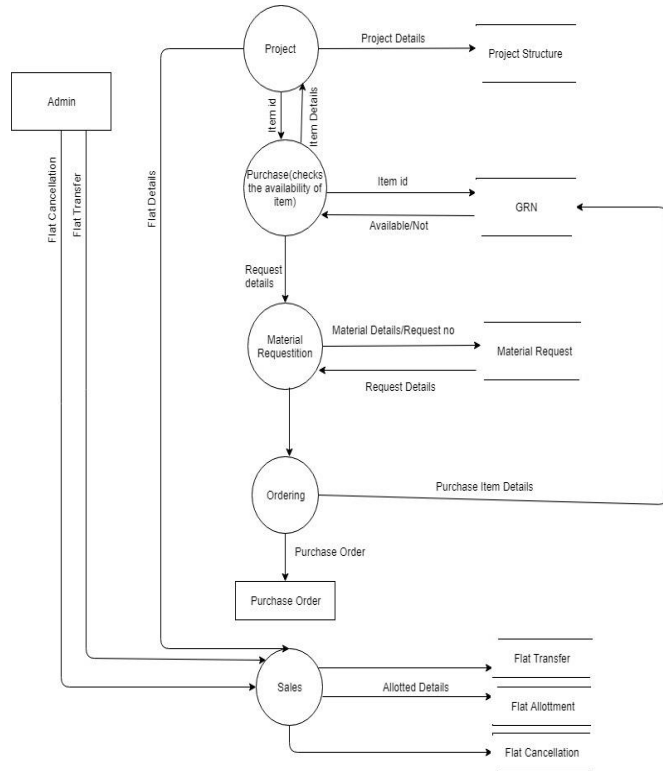 Project
Project Details
Project Structure
Admin
Item id
Item Details
Flat Cancellation
Flat Transfer
Flat Details
Purchase(checks
the availability of
item)
Item id
GRN
Available/Not
Request
details
Material
Requestition
Material Details/Request no
Material Request
Request Details
Ordering
Purchase Item Details
Purchase Order
Purchase Order
Sales
Flat Transfer
Allotted Details
Flat Allottment
Flat Cancellation